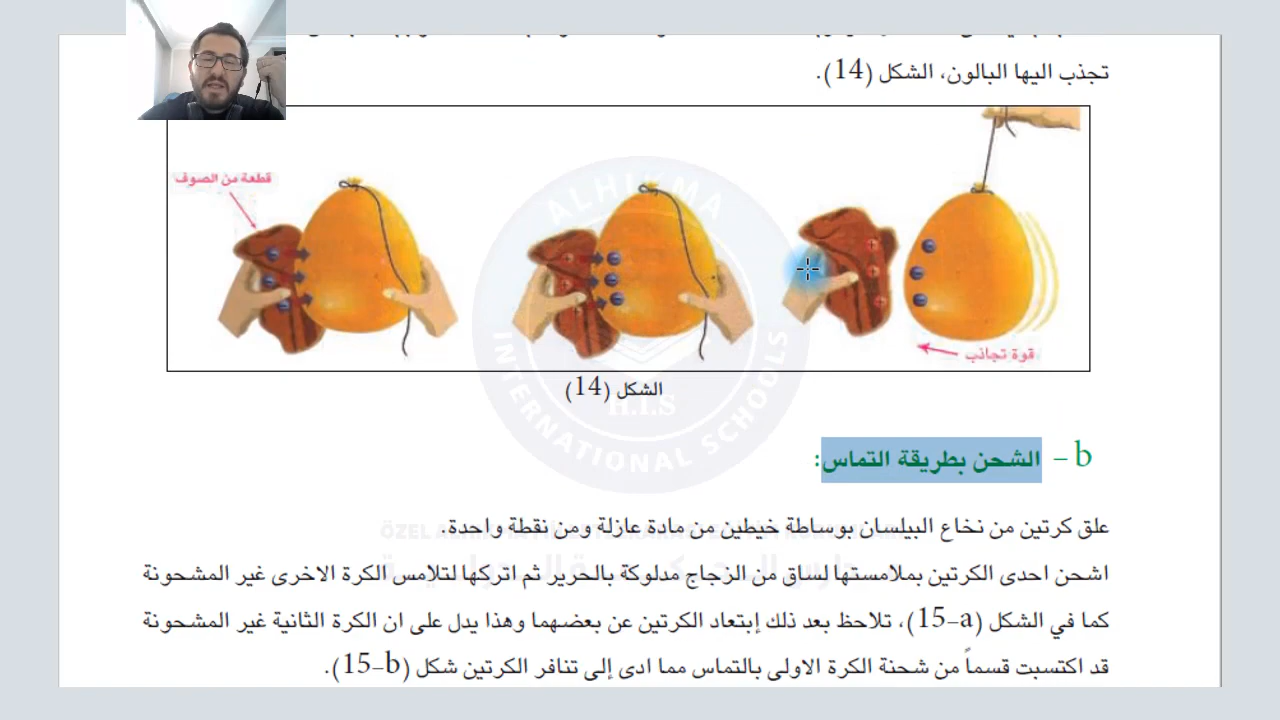 تجذب اليها البالون، الشكل (14).
قطعة من الصوف
قوة تجاذب
الشكل (14)
ALHIKMA
INTERNATIONAL SCHOOLS
H.I.S
b – الشحن بطريقة التماس:
علق كرتين من نخاع البيلسان بوساطة خيطين من مادة عازلة ومن نقطة واحدة.
اشحن احدى الكرتين بملامستها لساق من الزجاج مدلوكة بالحرير ثم اتركها لتلامس الكرة الاخرى غير المشحونة
كما في الشكل (15-a)، تلاحظ بعد ذلك إبتعاد الكرتين عن بعضهما وهذا يدل على ان الكرة الثانية غير المشحونة
قد اكتسبت قسماً من شحنة الكرة الاولى بالتماس مما ادى إلى تنافر الكرتين شكل (15-b).